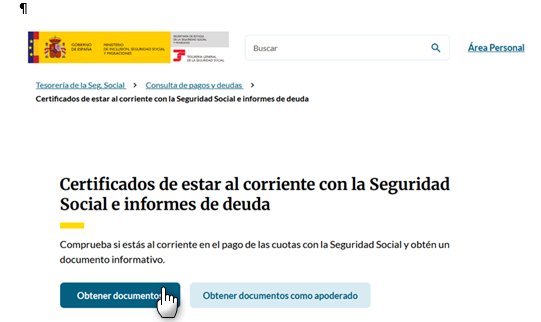 ¶
GOBIERNO
DE ESPAÑA
MINISTERIO
DE INCLUSIÓN, SEGURIDAD SOCIAL
Y MIGRACIONES
SECRETARÍA DE ESTADO
DE LA SEGURIDAD SOCIAL
Y PENSIONES
TESORERÍA GENERAL
DE LA SEGURIDAD SOCIAL
Buscar
Área Personal
Tesorería de la Seg. Social > Consulta de pagos y deudas >
Certificados de estar al corriente con la Seguridad Social e informes de deuda
Certificados de estar al corriente con la Seguridad
Social e informes de deuda
Comprueba si estás al corriente en el pago de las cuotas con la Seguridad Social y obtén un
documento informativo.
Obtener documentos Obtener documentos como apoderado